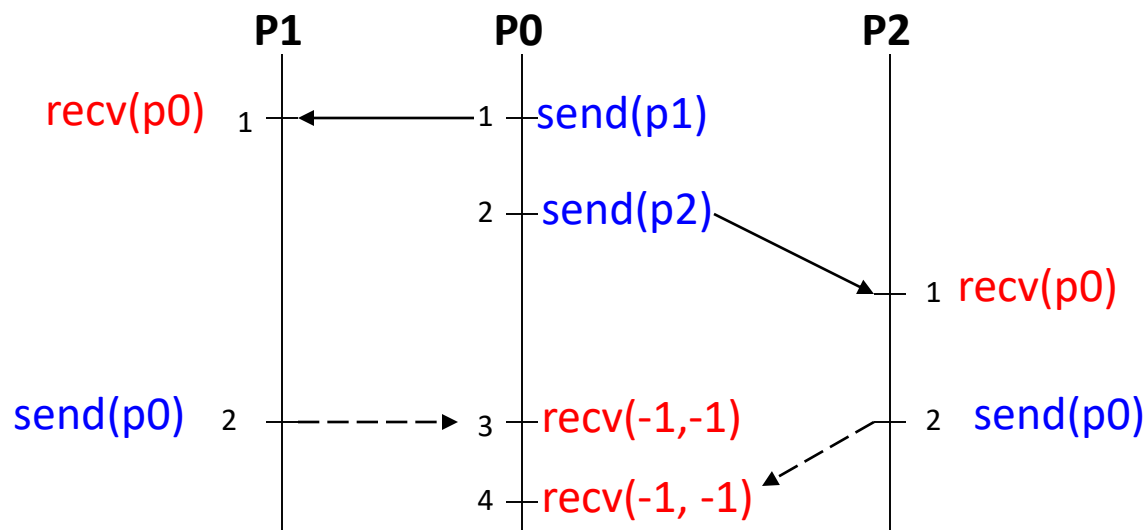 P1 P0 P2
recv(p0) 1 1 send(p1)
2 send(p2)
1 recv(p0)
send(p0) 2 3 recv(-1,-1) 2 send(p0)
4 recv(-1, -1)